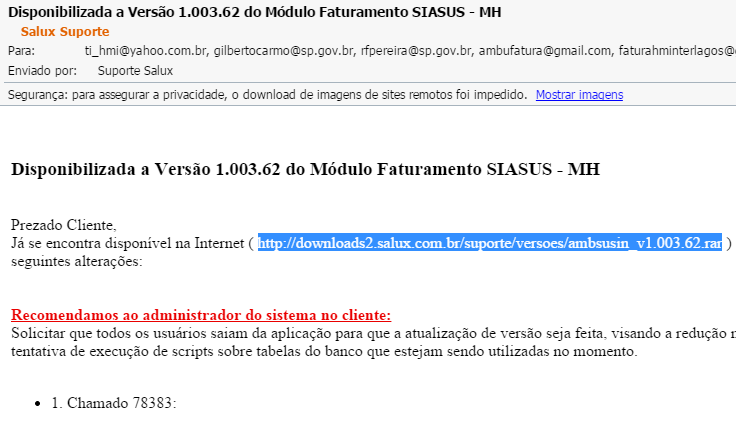 Disponibilizada a Versão 1.003.62 do Módulo Faturamento SIASUS - MH
Salux Suporte
Para: ti_hmi@yahoo.com.br, gilbertocarmo@sp.gov.br, rfpereira@sp.gov.br, ambufatura@gmail.com, faturahminterlagos@
Enviado por: Suporte Salux
Segurança: para assegurar a privacidade, o download de imagens de sites remotos foi impedido. Mostrar imagens
Disponibilizada a Versão 1.003.62 do Módulo Faturamento SIASUS - MH
Prezado Cliente,
Já se encontra disponível na Internet ( http://downloads2.salux.com.br/suporte/versoes/ambsusin_v1.003.62.rar )
seguintes alterações:
Recomendamos ao administrador do sistema no cliente:
Solicitar que todos os usuários saiam da aplicação para que a atualização de versão seja feita, visando a redução
tentativa de execução de scripts sobre tabelas do banco que estejam sendo utilizadas no momento.
• 1. Chamado 78383: